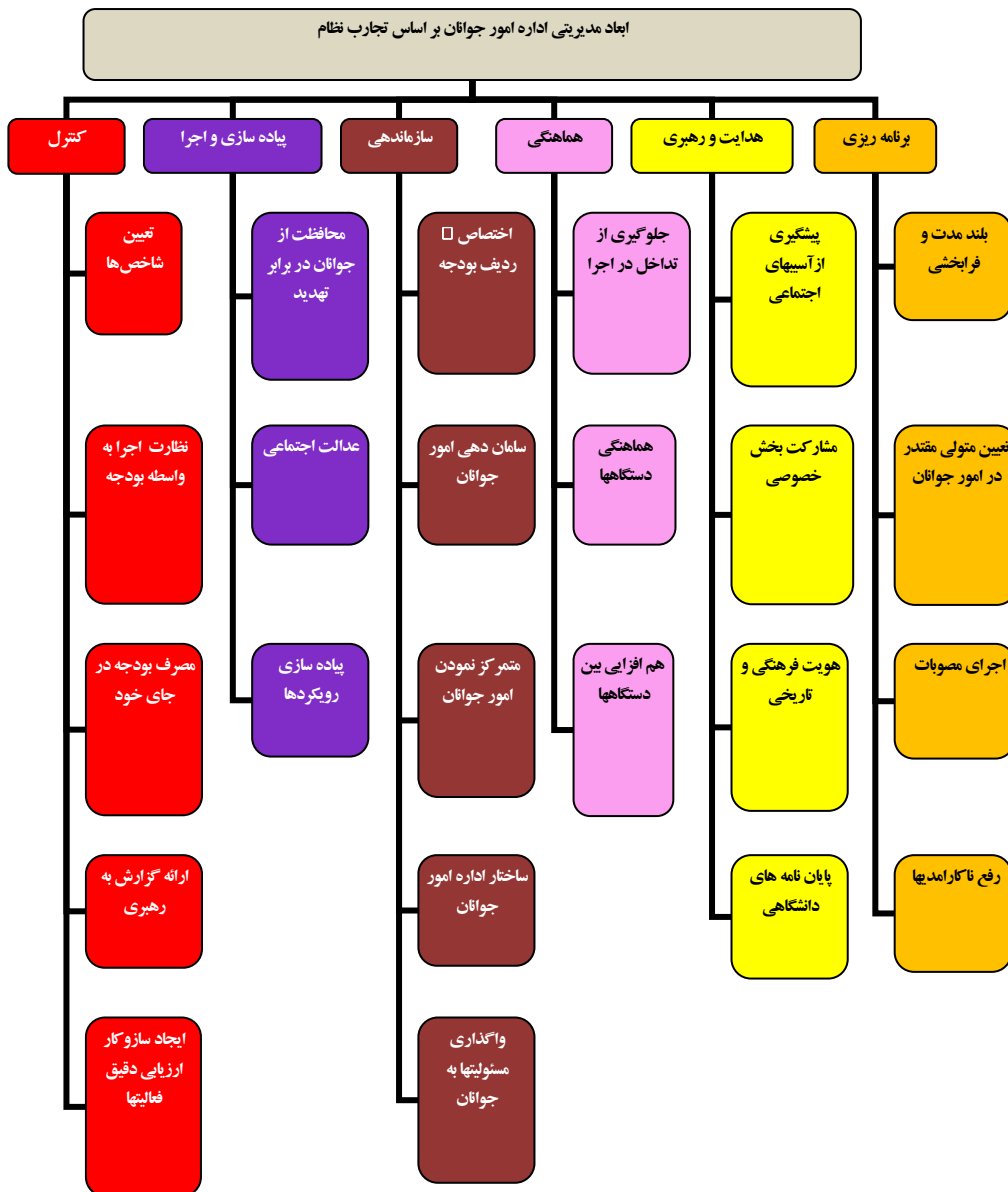 ابعاد مدیریتی اداره امور جوانان بر اساس تجارب نظام
برنامه ریزی
هدایت و رهبری
هماهنگی
سازماندهی
پیاده سازی و اجرا
کنترل
بلند مدت و
فرابخشی
تعیین متولی مقتدر
در امور جوانان
اجرای مصوبات
رفع ناکارامدیها
پیشگیری
ازآسیبهای
اجتماعی
مشارکت بخش
خصوصی
هویت فرهنگی و
تاریخی
پایان نامه های
دانشگاهی
جلوگیری از
تداخل در اجرا
هماهنگی
دستگاهها
هم افزایی بین
دستگاهها
اختصاص
ردیف بودجه
سامان دهی امور
جوانان
متمرکز نمودن
امور جوانان
ساختار اداره امور
جوانان
واگذاری
مسئولیتها به
جوانان
محافظت از
جوانان در برابر
تهدید
عدالت اجتماعی
پیاده سازی
رویکردها
تعیین
شاخص‌ها
نظارت اجرا به
واسطه بودجه
مصرف بودجه در
جای خود
ارائه گزارش به
رهبری
ایجاد سازوکار
ارزیابی دقیق
فعالیتها